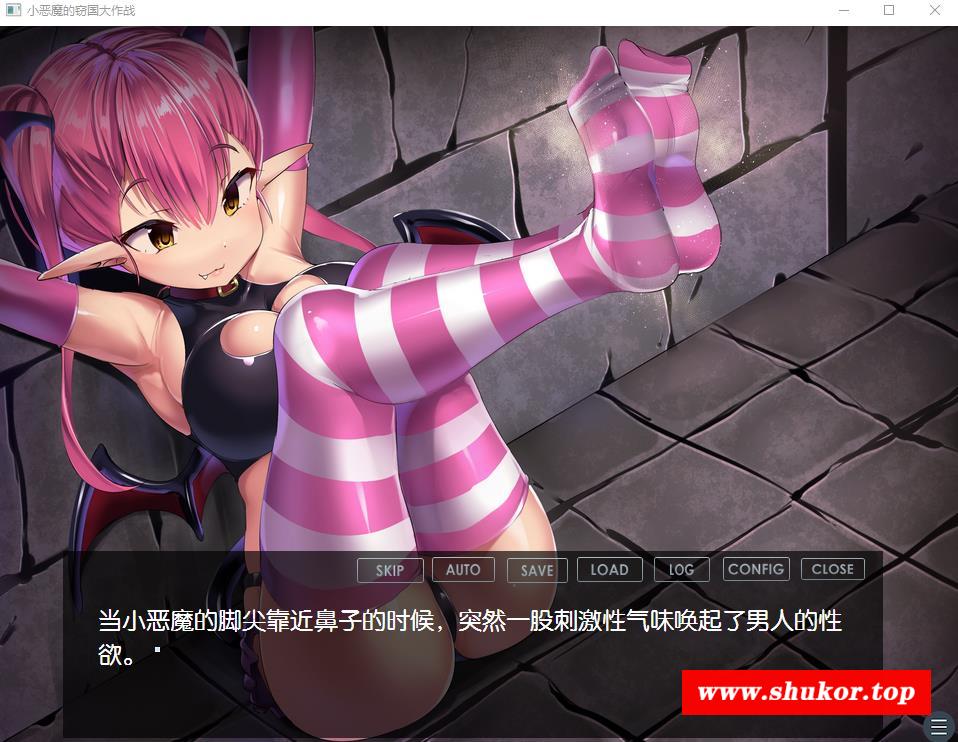 小恶魔的窃国大作战
SKIP AUTO SAVE LOAD LOG CONFIG CLOSE
当小恶魔的脚尖靠近鼻子的时候，突然一股刺激性气味唤起了男人的性
欲。
www.shukor.top